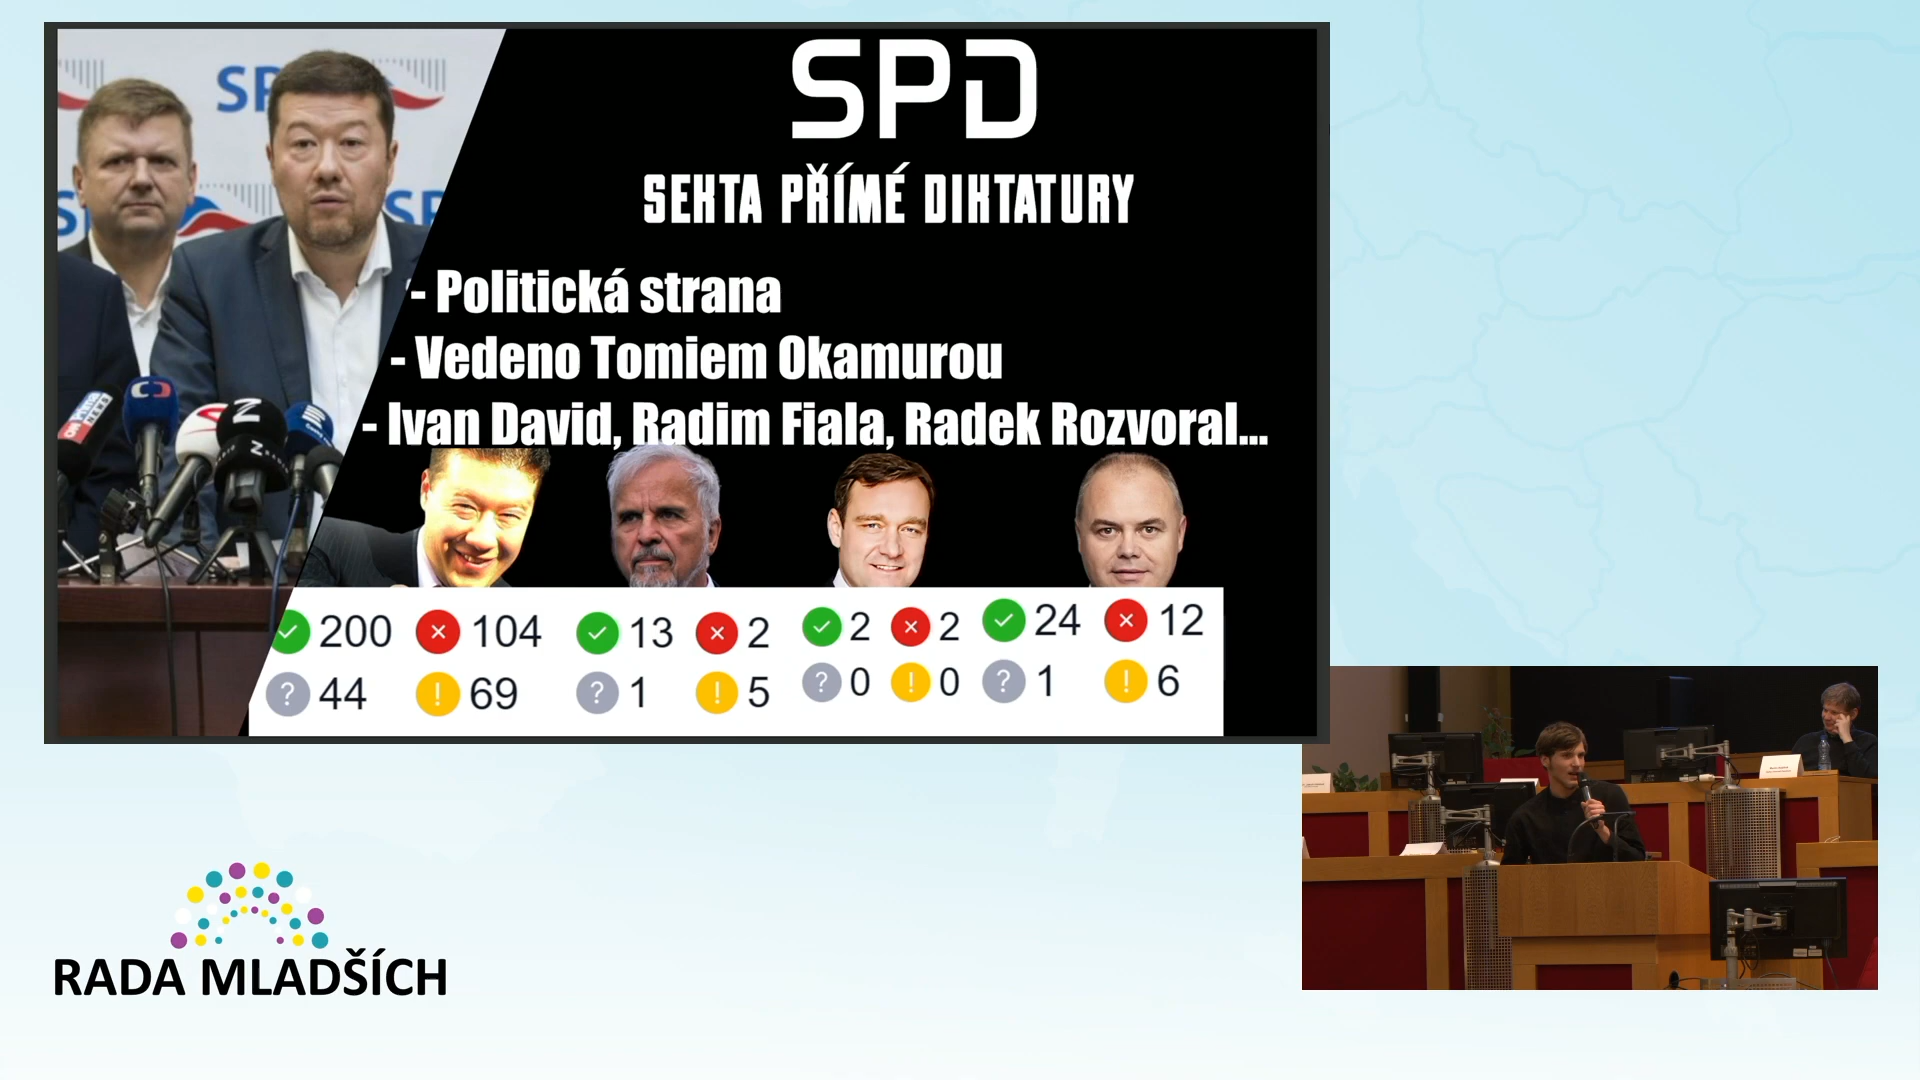 SPD
SEKTA PŘÍMÉ DIKTATURY
- Politická strana
- Vedeno Tomiem Okamurou
- Ivan David, Radim Fiala, Radek Rozvoral...
200 104 13 2 2 2 24 12
44 69 1 5 0 0 1 6
RADA MLADŠÍCH